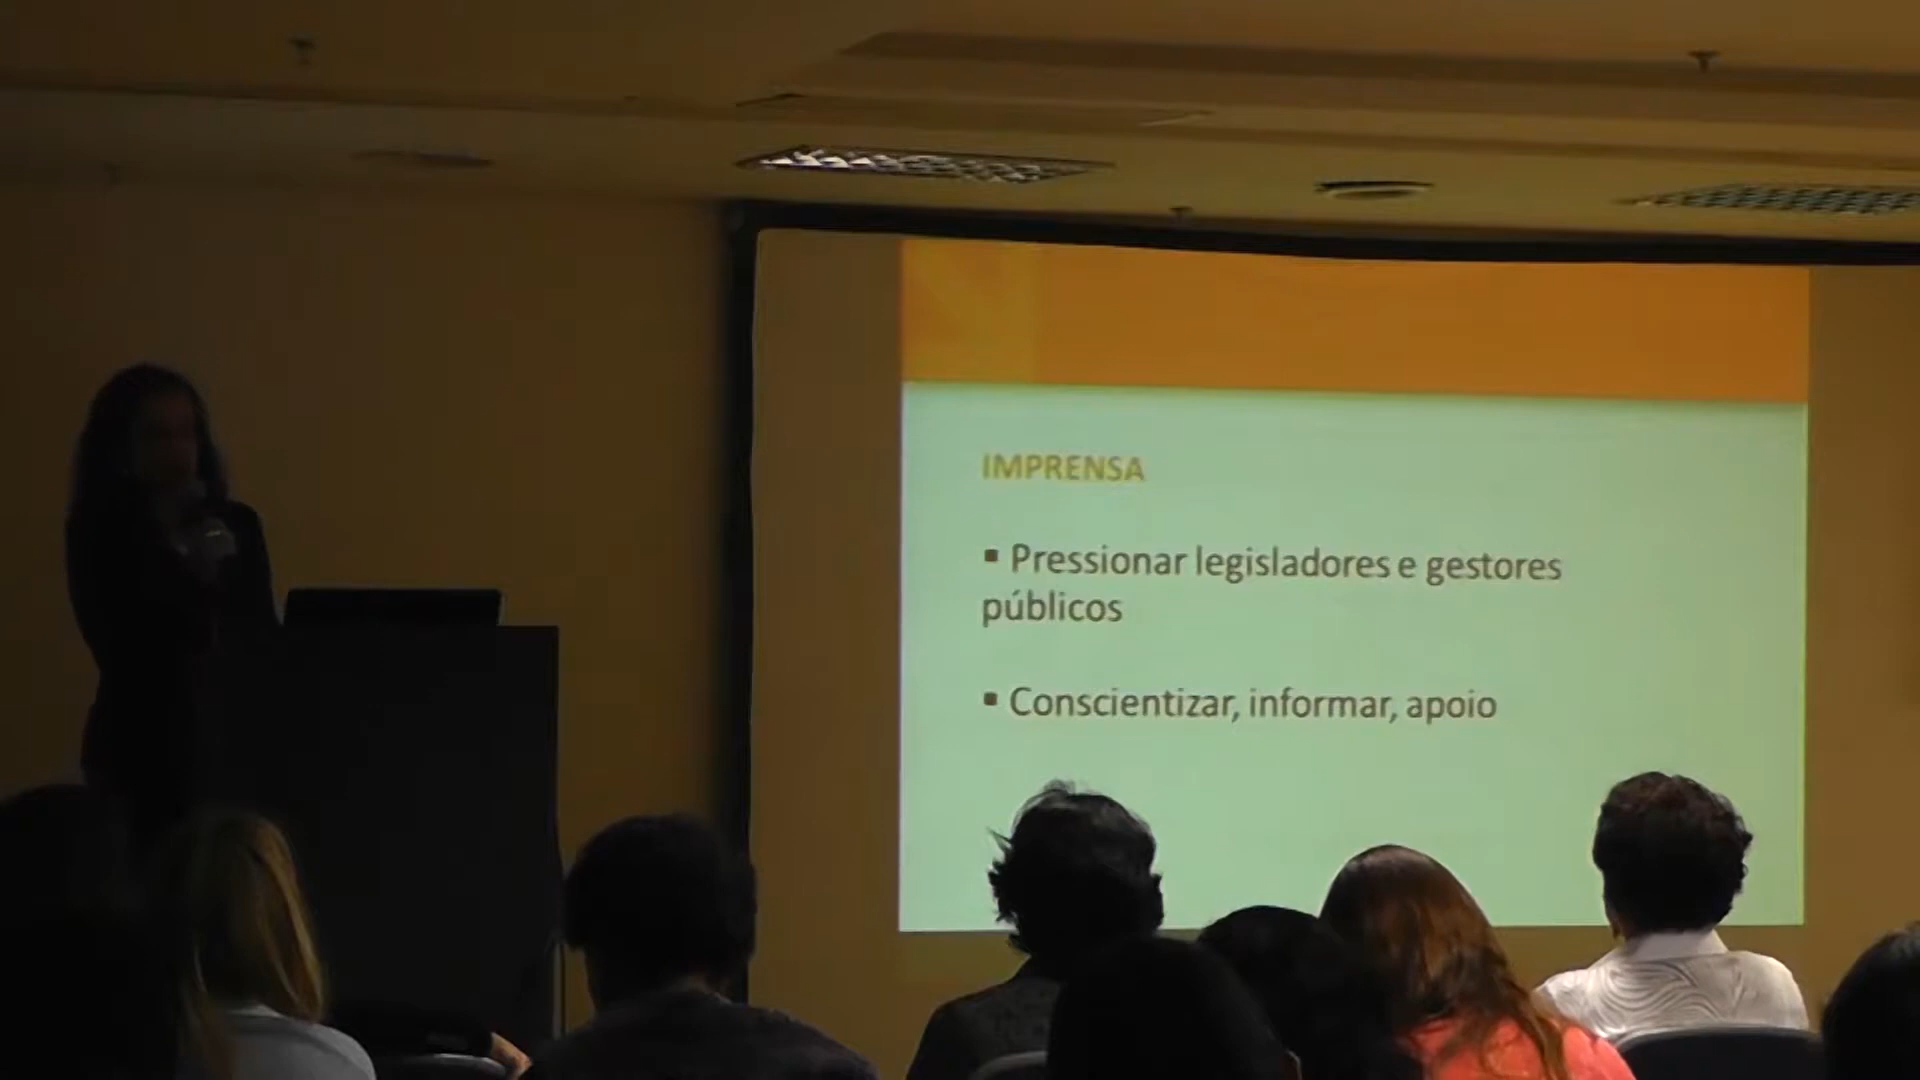 IMPRENSA
▪ Pressionar legisladores e gestores
públicos
▪ Conscientizar, informar, apoio